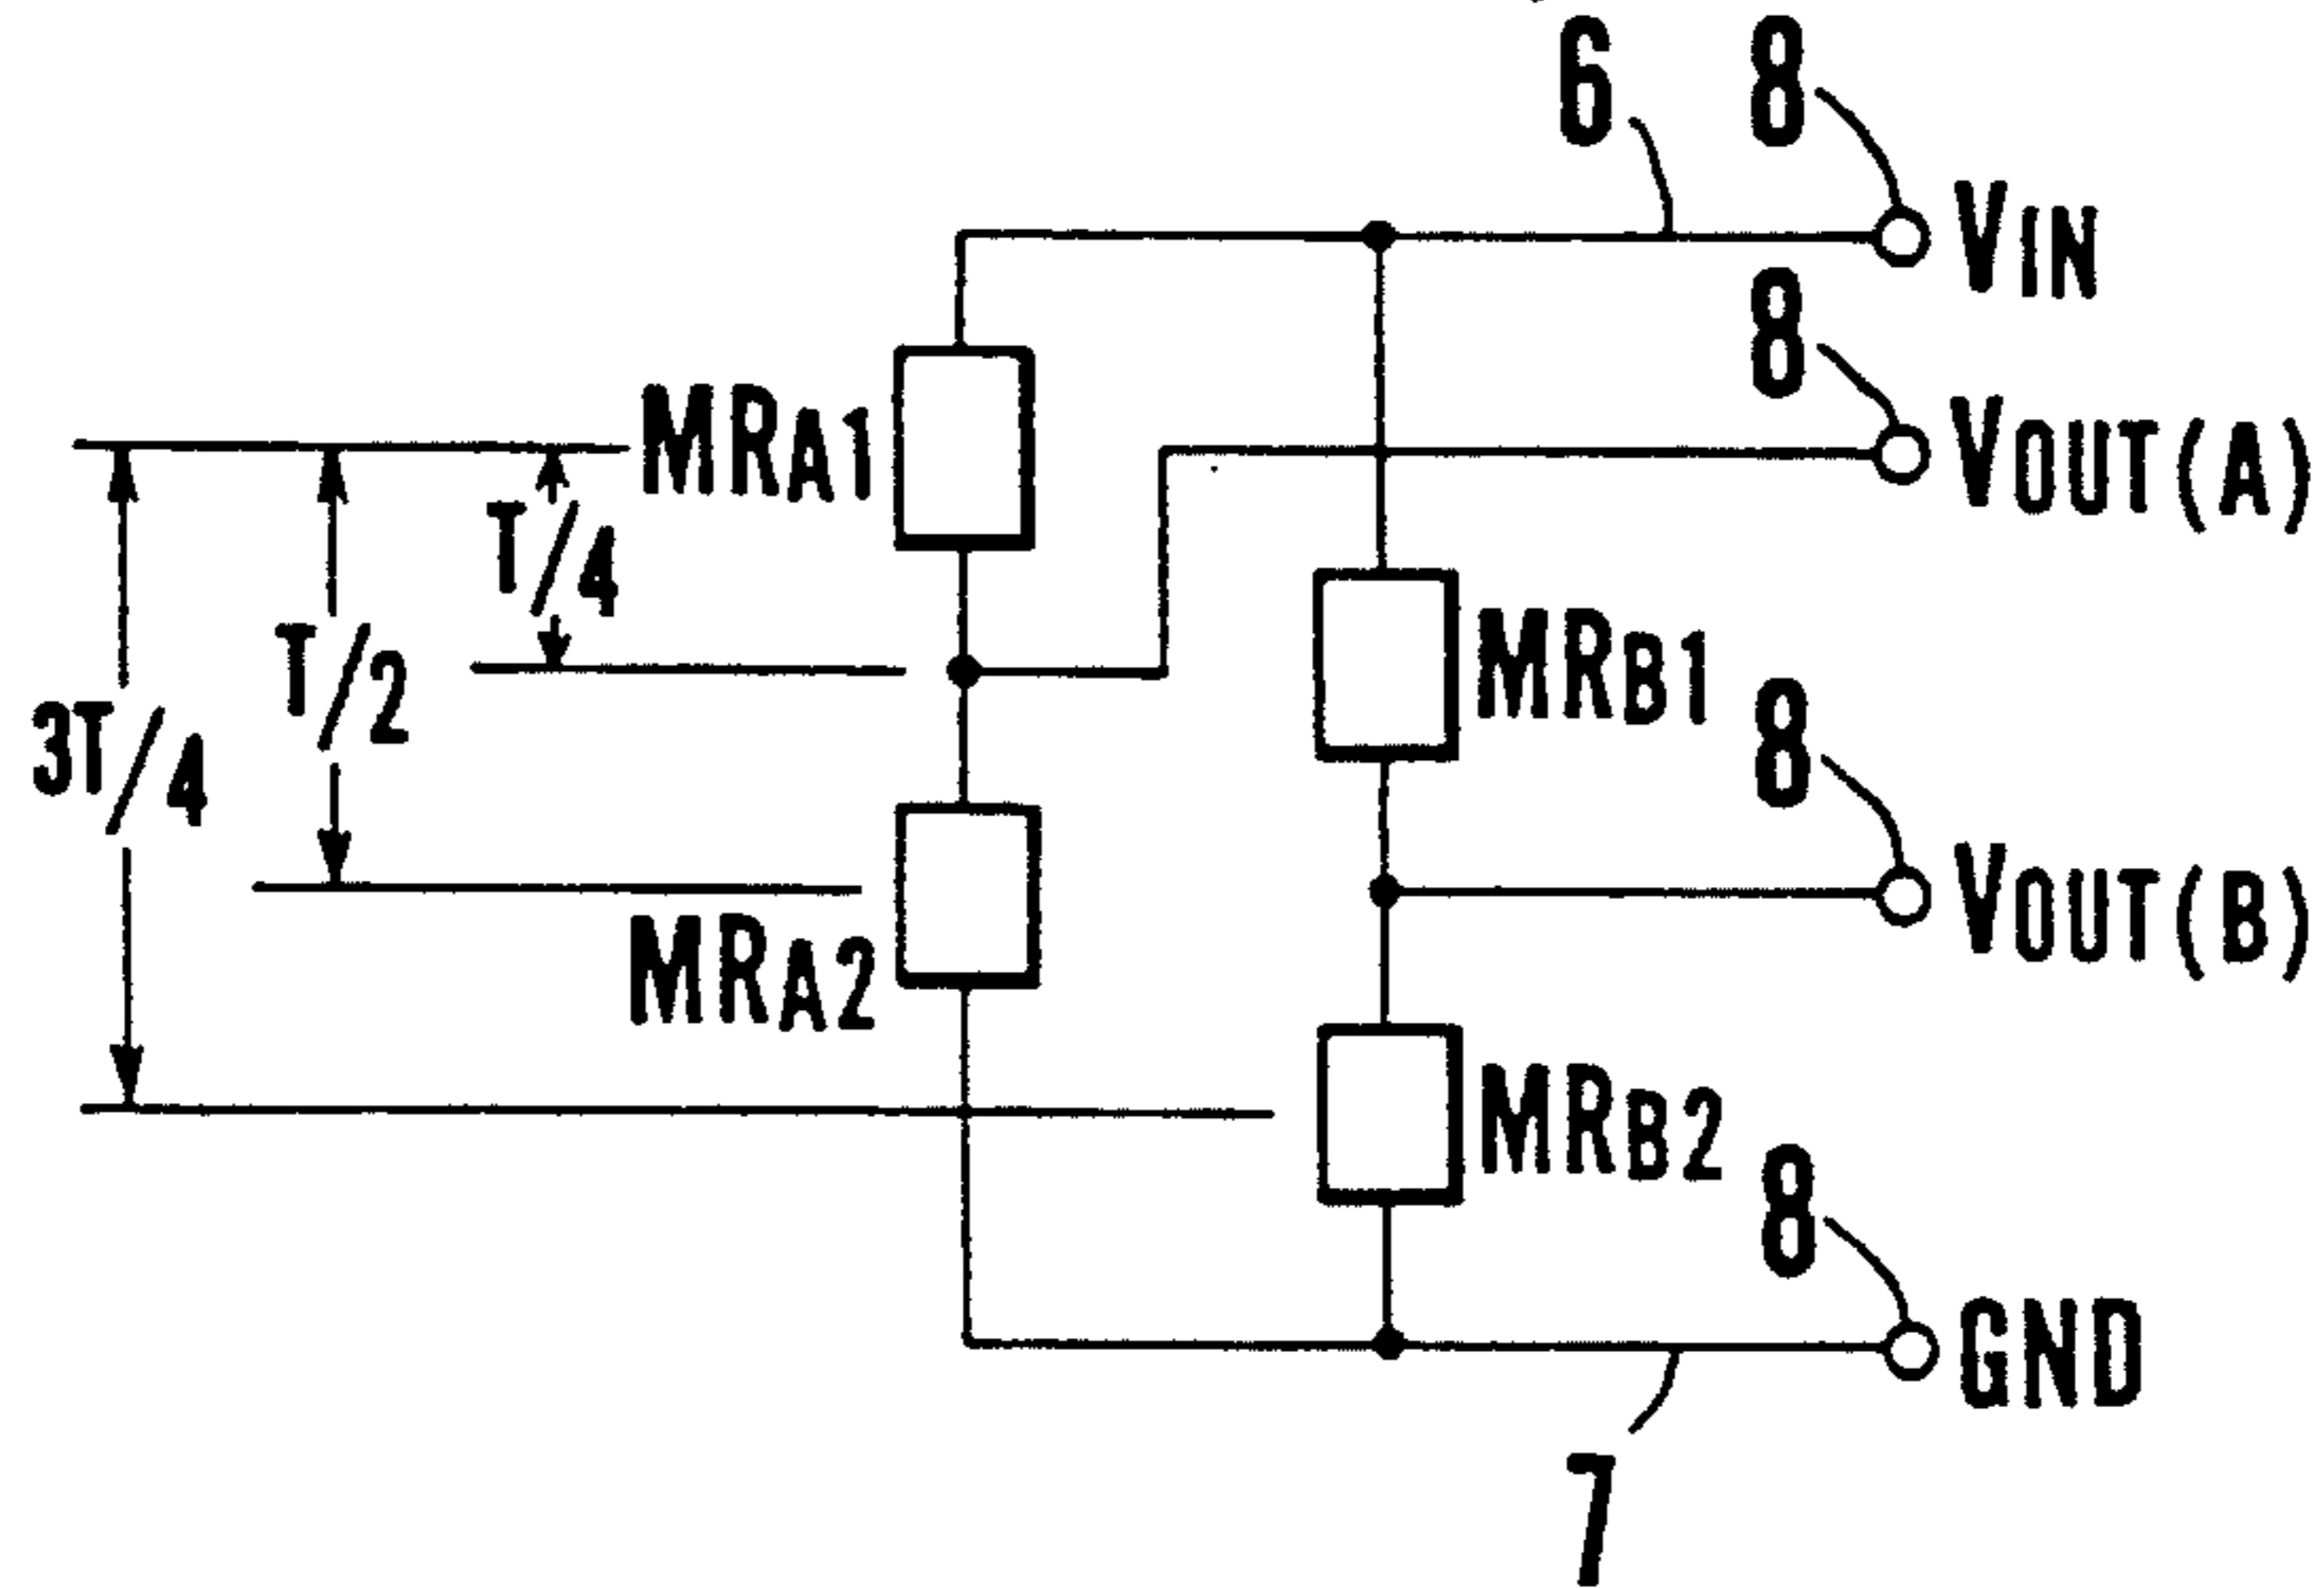 6 8
VIN
8
MRA1
VOUT(A)
T/4
MRB1
T/2
8
3T/4
VOUT(B)
MRA2
MRB2
8
GND
7